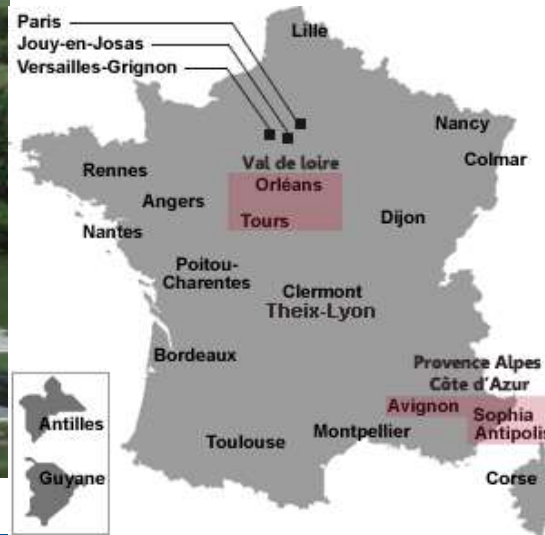 Paris
Jouy-en-Josas
Versailles-Grignon
Lille
Nancy
Colmar
Rennes
Val de loire
Orléans
Angers
Tours
Dijon
Nantes
Poitou-
Charentes
Clermont
Theix-Lyon
Bordeaux
Provence Alpes
Côte d'Azur
Avignon
Sophia
Antipolis
Antilles
Toulouse
Montpellier
Guyane
Corse